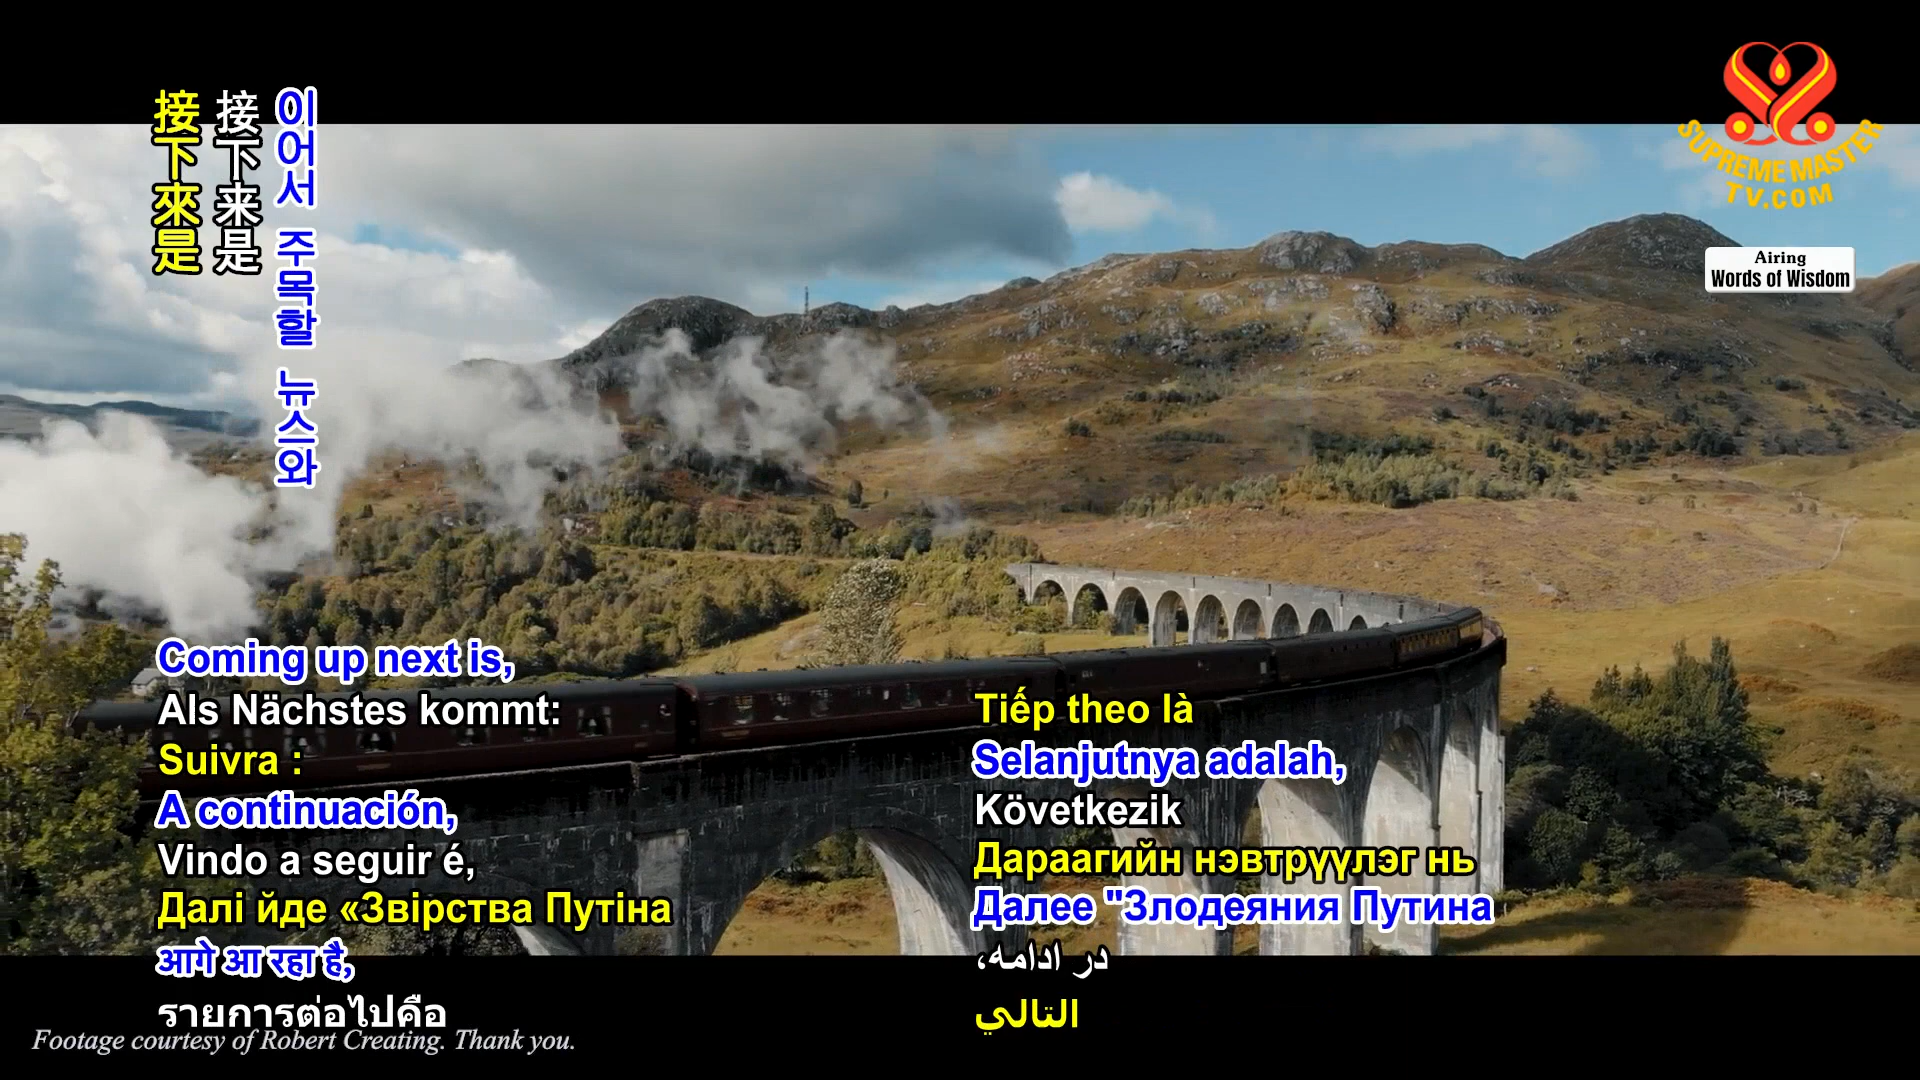 接下來是
接下来是
이어서 주목할 뉴스와
SUPREME MASTER
TV.COM
Airing
Words of Wisdom
Coming up next is,
Als Nächstes kommt:
Suivra :
A continuación,
Vindo a seguir é,
Далі йде «Звірства Путіна
आगे आ रहा है,
รายการต่อไปคือ
Tiếp theo là
Selanjutnya adalah,
Következik
Дараагийн нэвтрүүлэг нь
Далее "Злодеяния Путина
در ادامه،
التالي
Footage courtesy of Robert Creating. Thank you.